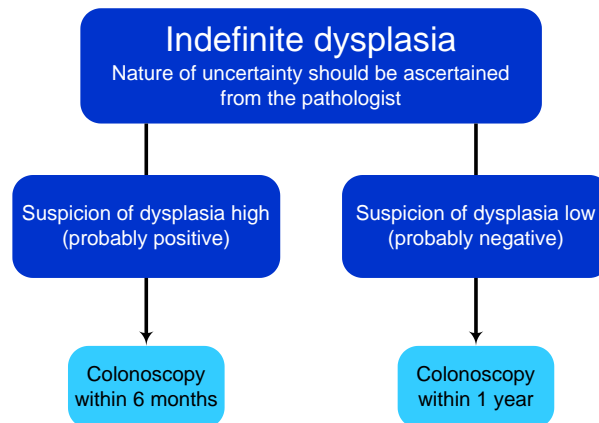 Indefinite dysplasia
Nature of uncertainty should be ascertained
from the pathologist
Suspicion of dysplasia high
(probably positive)
Suspicion of dysplasia low
(probably negative)
Colonoscopy
within 6 months
Colonoscopy
within 1 year